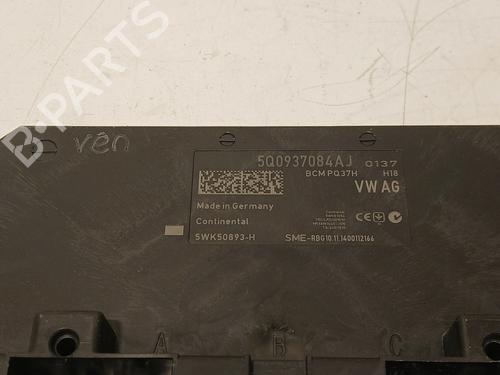 B-PARTS
ven
5Q0937084AJ 0137
BCM PQ37H H18
VW AG
Made in Germany
Continental
5WK50893-H SME-RBG10.11.1400112166
A B C